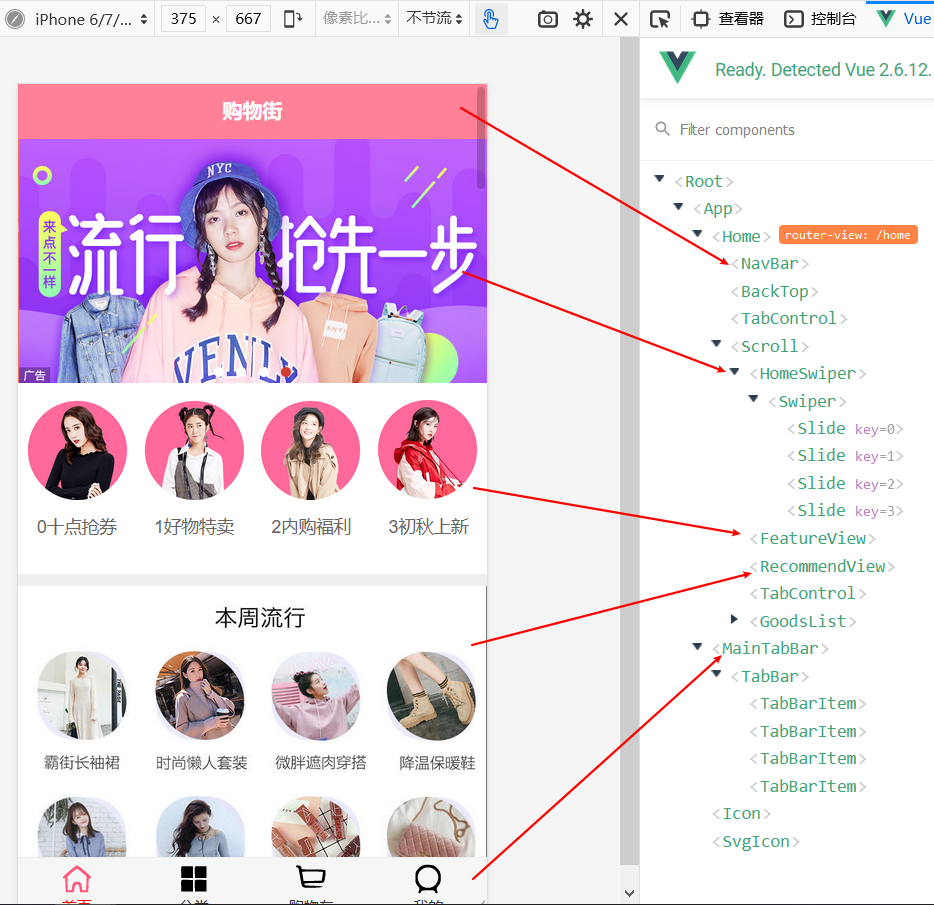 iPhone 6/7/... 375 × 667 像素比... 不节流 查看器 控制台 Vue
Ready. Detected Vue 2.6.12.
Filter components
购物街
NYC
来点不一样
流行 抢先一步
ANTI
VENLI
广告
0十点抢券 1好物特卖 2内购福利 3初秋上新
本周流行
霸街长袖裙 时尚懒人套装 微胖遮肉穿搭 降温保暖鞋
首页 分类 购物车 我的
<Root>
<App>
<Home> router-view: /home
<NavBar>
<BackTop>
<TabControl>
<Scroll>
<HomeSwiper>
<Swiper>
<Slide key=0>
<Slide key=1>
<Slide key=2>
<Slide key=3>
<FeatureView>
<RecommendView>
<TabControl>
<GoodsList>
<MainTabBar>
<TabBar>
<TabBarItem>
<TabBarItem>
<TabBarItem>
<TabBarItem>
<Icon>
<SvgIcon>